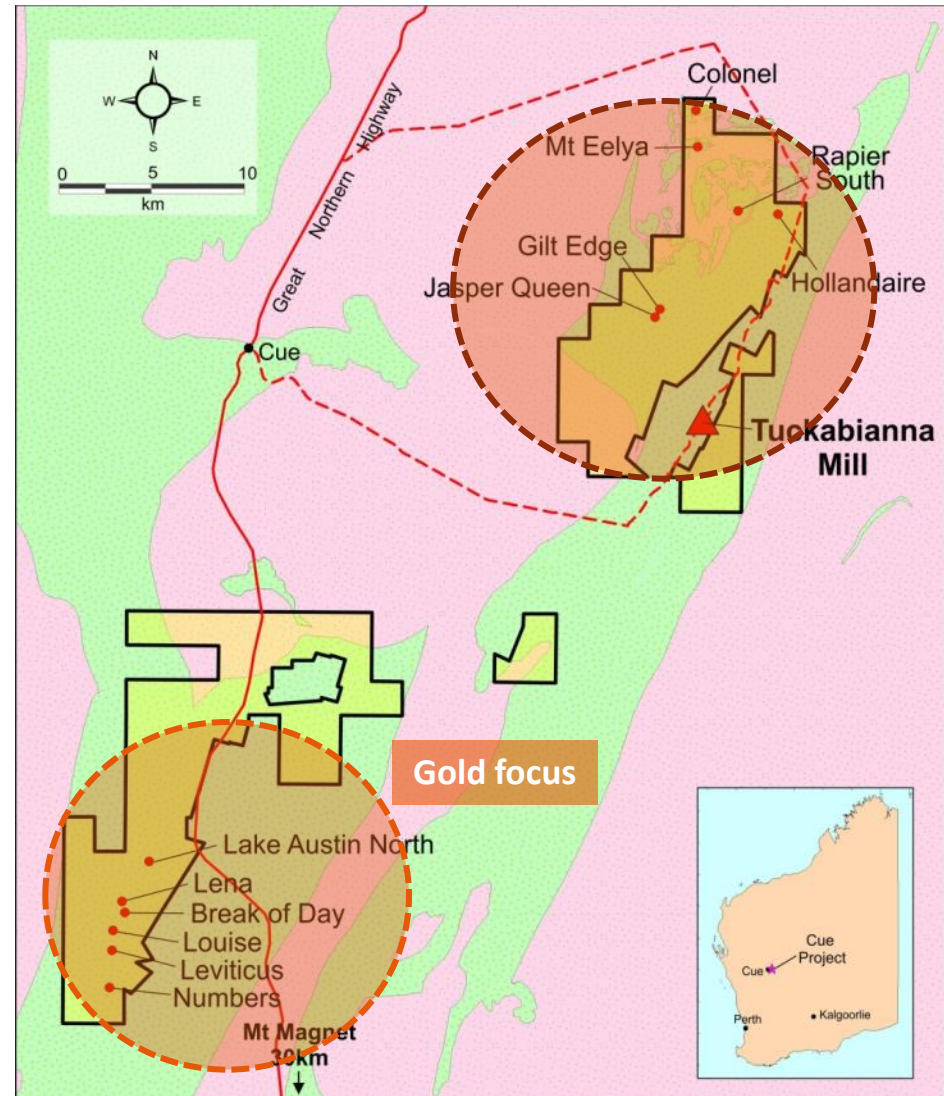 N
W
E
S
0
5
10
km
Great Northern Highway
Colonel
Mt Eelya
Rapier
South
Gilt Edge
Jasper Queen
Hollandaire
Cue
Tuckabianna
Mill
Gold focus
Lake Austin North
Lena
Break of Day
Louise
Leviticus
Numbers
Mt Magnet
30km
Cue
Project
Cue
Perth
Kalgoorlie